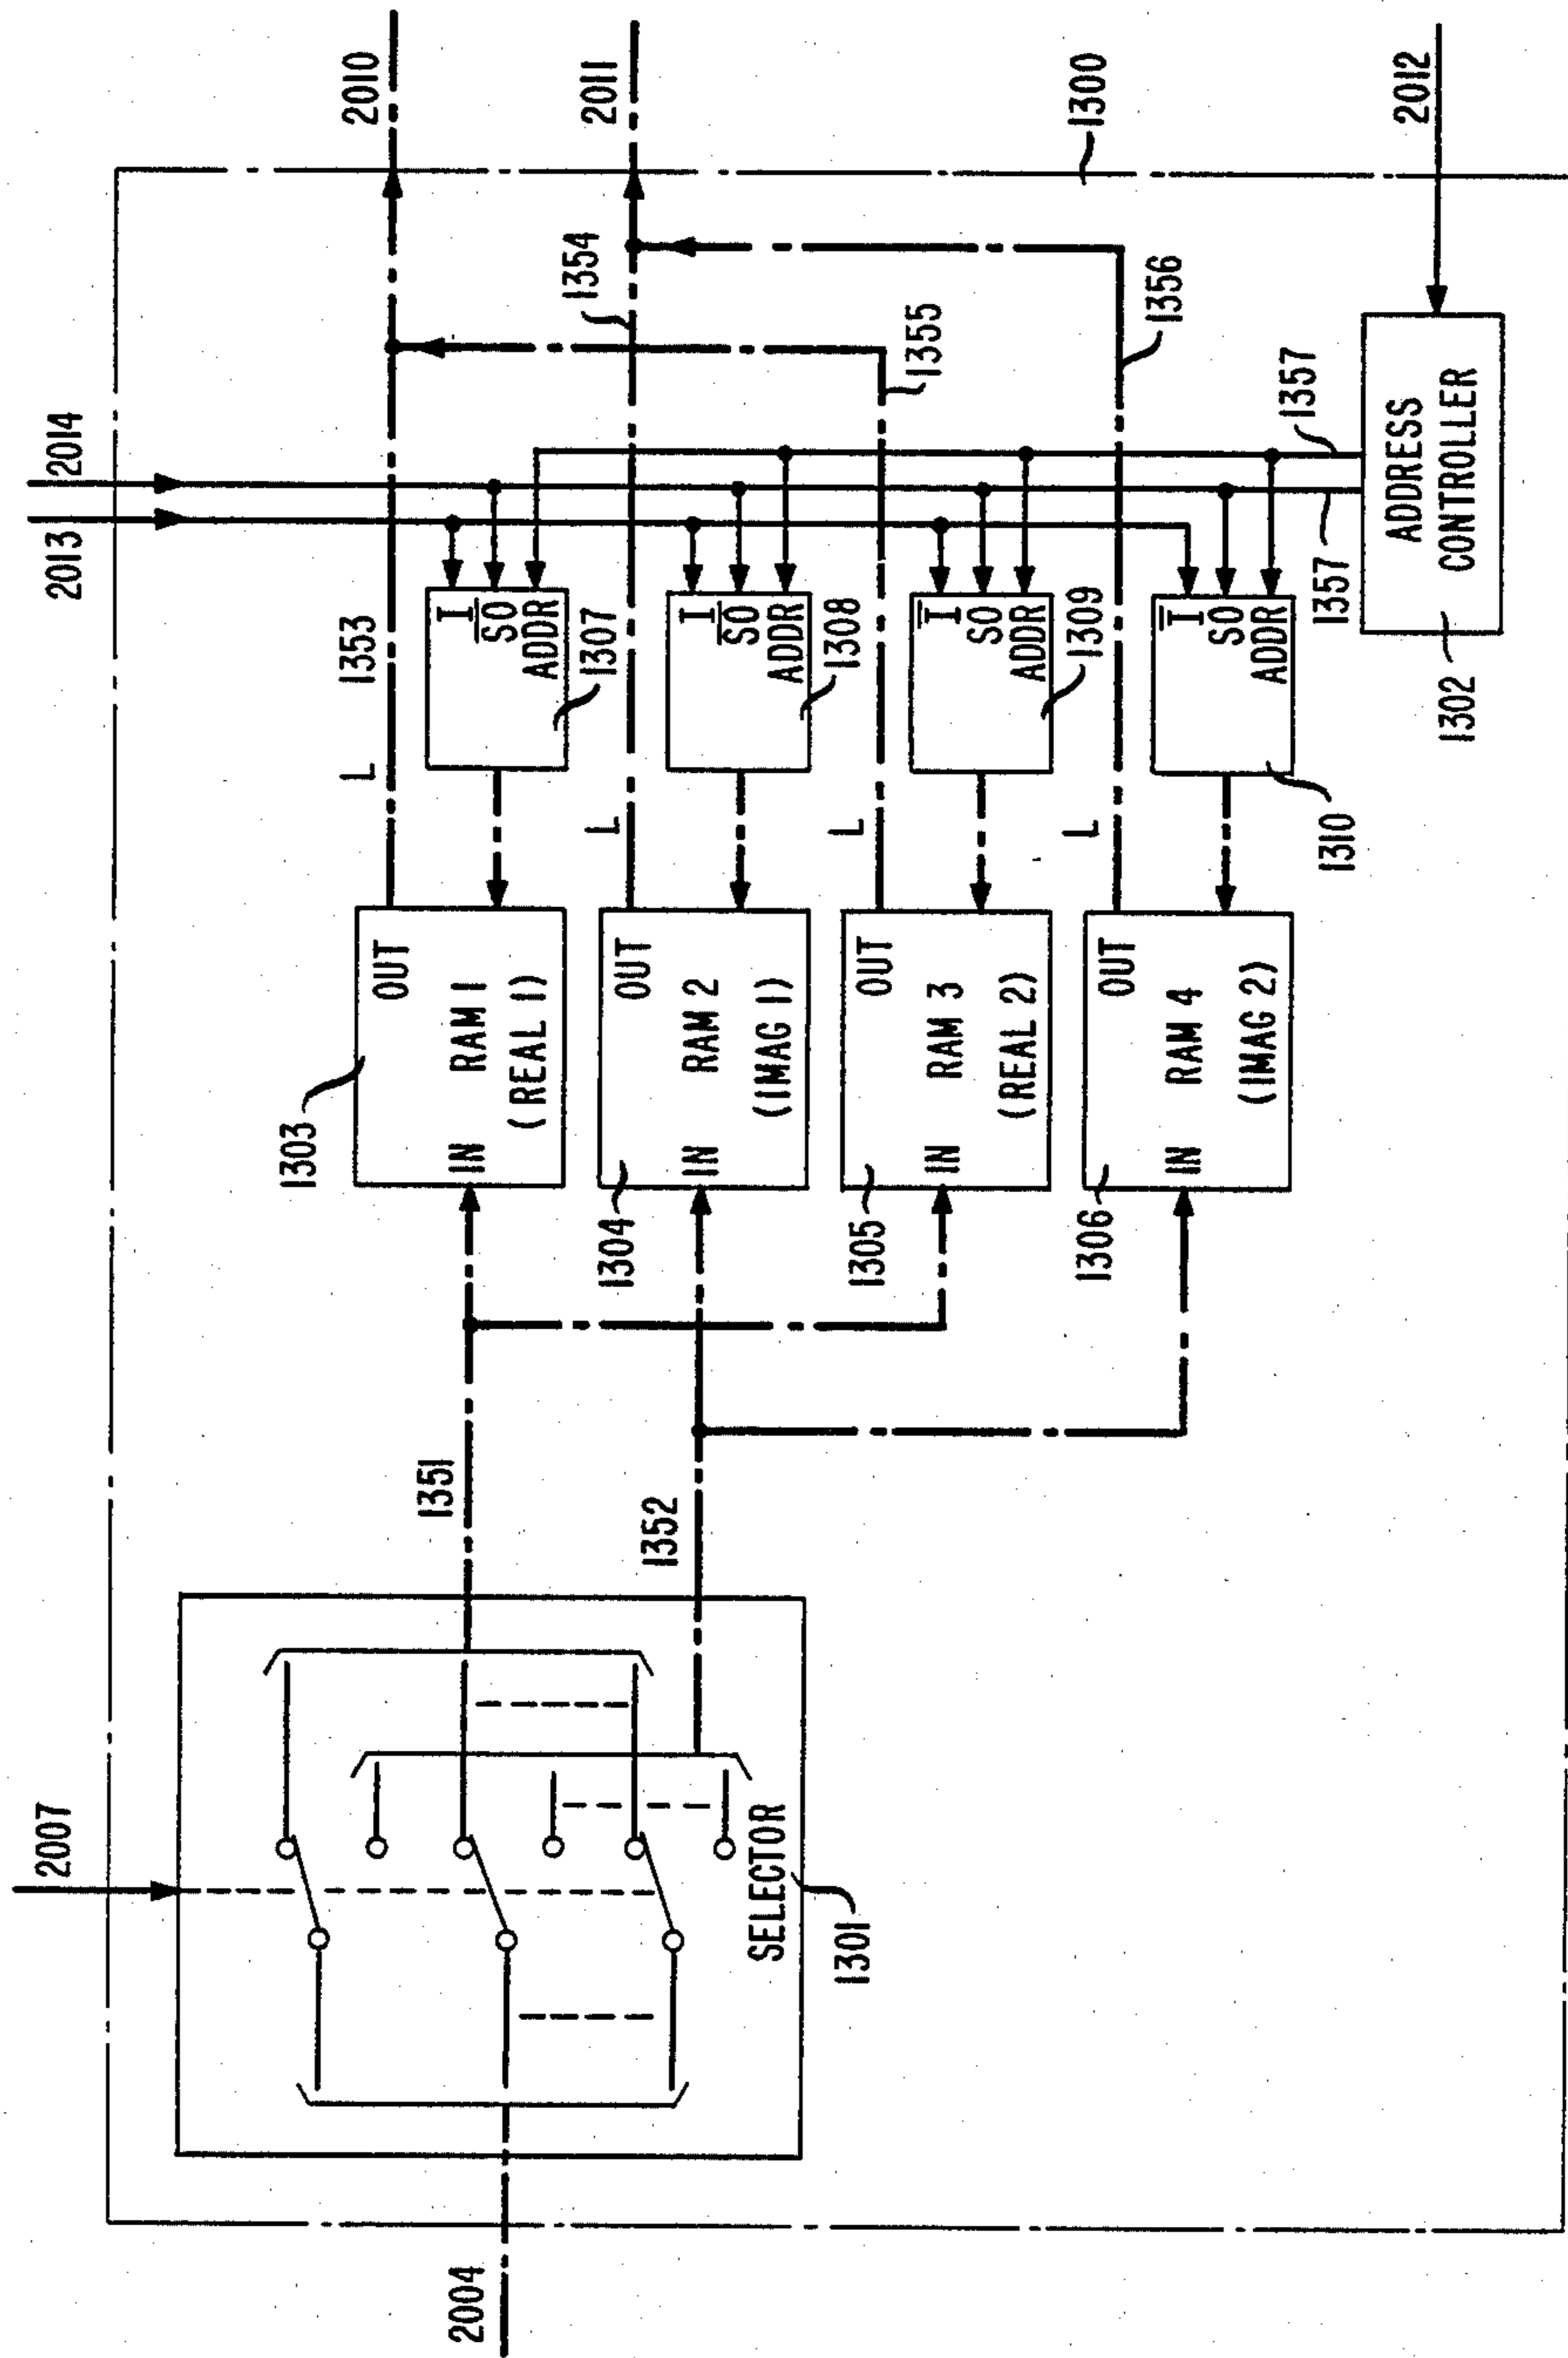 2007
2013
2014
2004
SELECTOR
1301
1351
1352
1303
OUT
IN RAM 1
(REAL 1)
1304
OUT
IN RAM 2
(IMAG 1)
1305
OUT
IN RAM 3
(REAL 2)
1306
OUT
IN RAM 4
(IMAG 2)
L
1353
2010
I̅
S̅O̅
ADDR
1307
L
1354
2011
I̅
S̅O̅
ADDR
1308
L
1355
I̅
SO
ADDR
1309
L
1356
I̅
SO
ADDR
1310
1300
1357
1357
ADDRESS
CONTROLLER
1302
2012